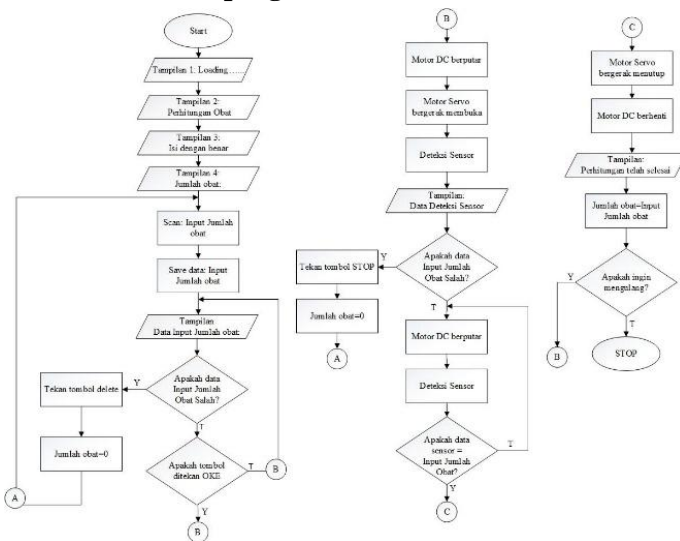 Start
Tampilan 1: Loading......
Tampilan 2:
Perhitungan Obat
Tampilan 3:
Isi dengan benar
Tampilan 4:
Jumlah obat:
Scan: Input Jumlah
obat
Save data: Input
Jumlah obat
Tampilan
Data Input Jumlah obat:
Apakah data
Input Jumlah
Obat Salah?
Y
Tekan tombol delete
Jumlah obat=0
A
T
Apakah tombol
ditekan OKE
T
B
Y
B
B
Motor DC berputar
Motor Servo
bergerak membuka
Deteksi Sensor
Tampilan:
Data Deteksi Sensor
Apakah data
Input Jumlah
Obat Salah?
Y
Tekan tombol STOP
Jumlah obat=0
A
T
Motor DC berputar
Deteksi Sensor
Apakah data
sensor =
Input Jumlah
Obat?
T
Y
C
C
Motor Servo
bergerak menutup
Motor DC berhenti
Tampilan:
Perhitungan telah selesai
Jumlah obat=Input
Jumlah obat
Apakah ingin
mengulang?
Y
B
T
STOP